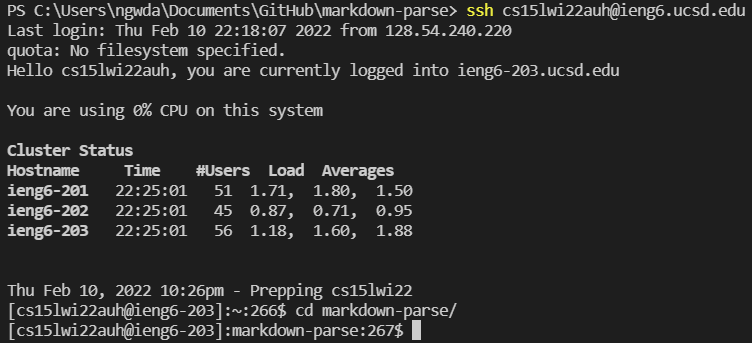 PS C:\Users\ngwda\Documents\GitHub\markdown-parse> ssh cs15lwi22auh@ieng6.ucsd.edu
Last login: Thu Feb 10 22:18:07 2022 from 128.54.240.220
quota: No filesystem specified.
Hello cs15lwi22auh, you are currently logged into ieng6-203.ucsd.edu
You are using 0% CPU on this system
Cluster Status
Hostname     Time    #Users  Load  Averages
ieng6-201   22:25:01   51  1.71,  1.80,  1.50
ieng6-202   22:25:01   45  0.87,  0.71,  0.95
ieng6-203   22:25:01   56  1.18,  1.60,  1.88
Thu Feb 10, 2022 10:26pm - Prepping cs15lwi22
[cs15lwi22auh@ieng6-203]:~:266$ cd markdown-parse/
[cs15lwi22auh@ieng6-203]:markdown-parse:267$